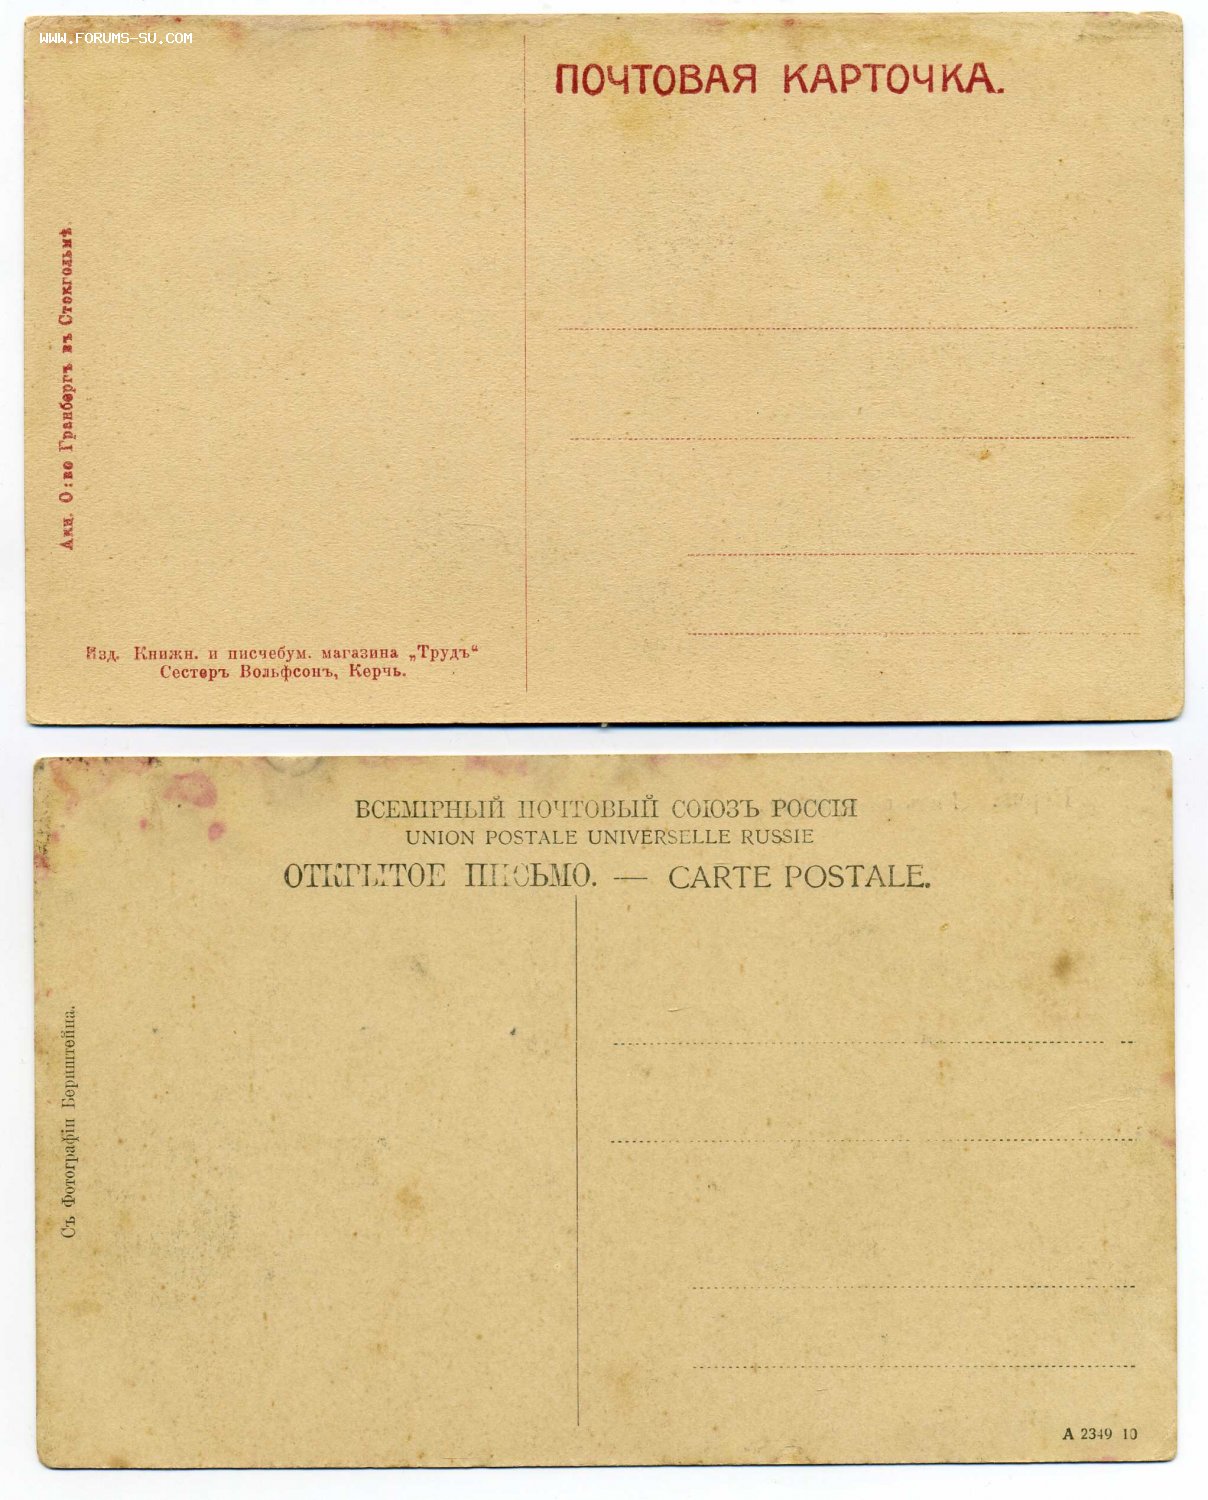 WWW.FORUMS-SU.COM
ПОЧТОВАЯ КАРТОЧКА.
Акц. О:во Гранбергъ въ Стокгольмѣ.
Изд. Книжн. и писчебум. магазина „Трудъ“
Сестеръ Вольфсонъ, Керчь.
ВСЕМІРНЫЙ ПОЧТОВЫЙ СОЮЗЪ РОССІЯ
UNION POSTALE UNIVERSELLE RUSSIE
ОТКРЫТОЕ ПИСЬМО. — CARTE POSTALE.
Съ Фотографіи Бернштейна.
A 2349 10